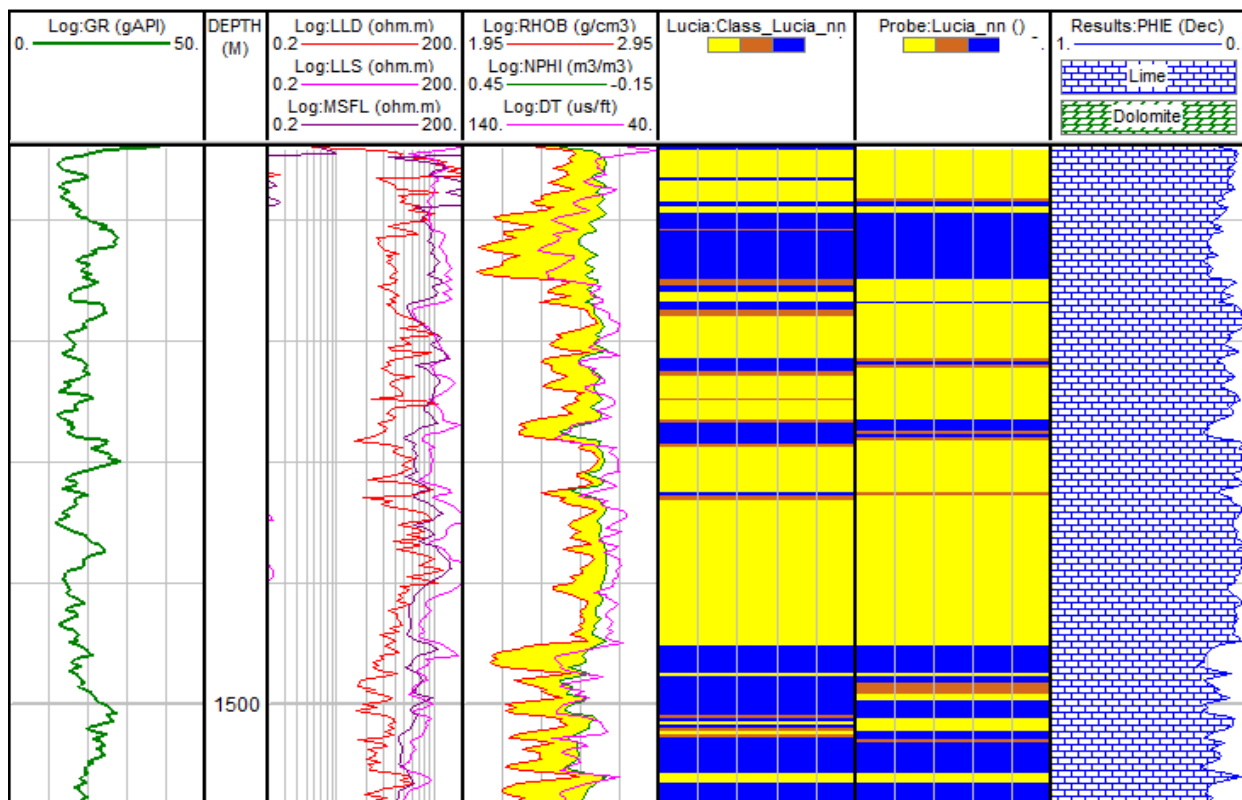 Log:GR (gAPI)
0. 50.
DEPTH
(M)
Log:LLD (ohm.m)
0.2 200.
Log:LLS (ohm.m)
0.2 200.
Log:MSFL (ohm.m)
0.2 200.
Log:RHOB (g/cm3)
1.95 2.95
Log:NPHI (m3/m3)
0.45 -0.15
Log:DT (us/ft)
140. 40.
Lucia:Class_Lucia_nn
Probe:Lucia_nn ()
Results:PHIE (Dec)
1. 0.
Lime
Dolomite
1500